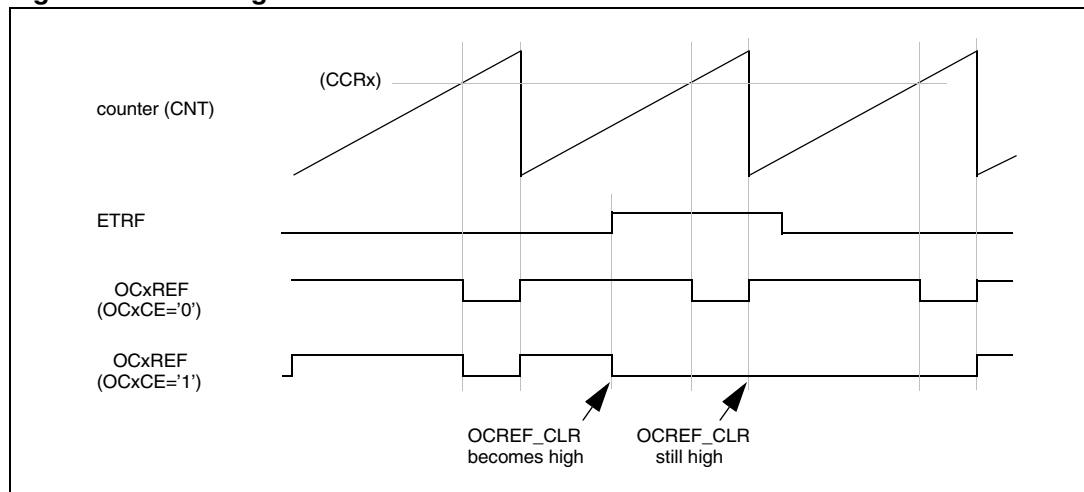 (CCRx)
counter (CNT)
ETRF
OCxREF
(OCxCE='0')
OCxREF
(OCxCE='1')
OCREF_CLR
becomes high
OCREF_CLR
still high